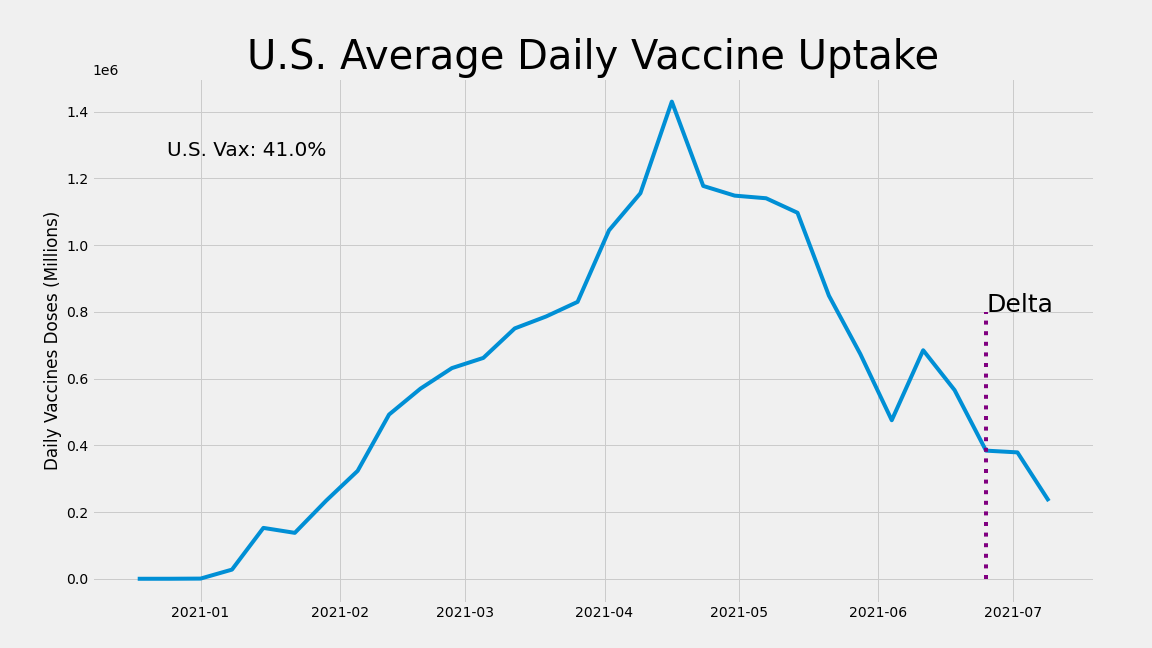 U.S. Average Daily Vaccine Uptake
1e6
1.4
U.S. Vax: 41.0%
1.2
1.0
Daily Vaccines Doses (Millions)
0.8
Delta
0.6
0.4
0.2
0.0
2021-01 2021-02 2021-03 2021-04 2021-05 2021-06 2021-07